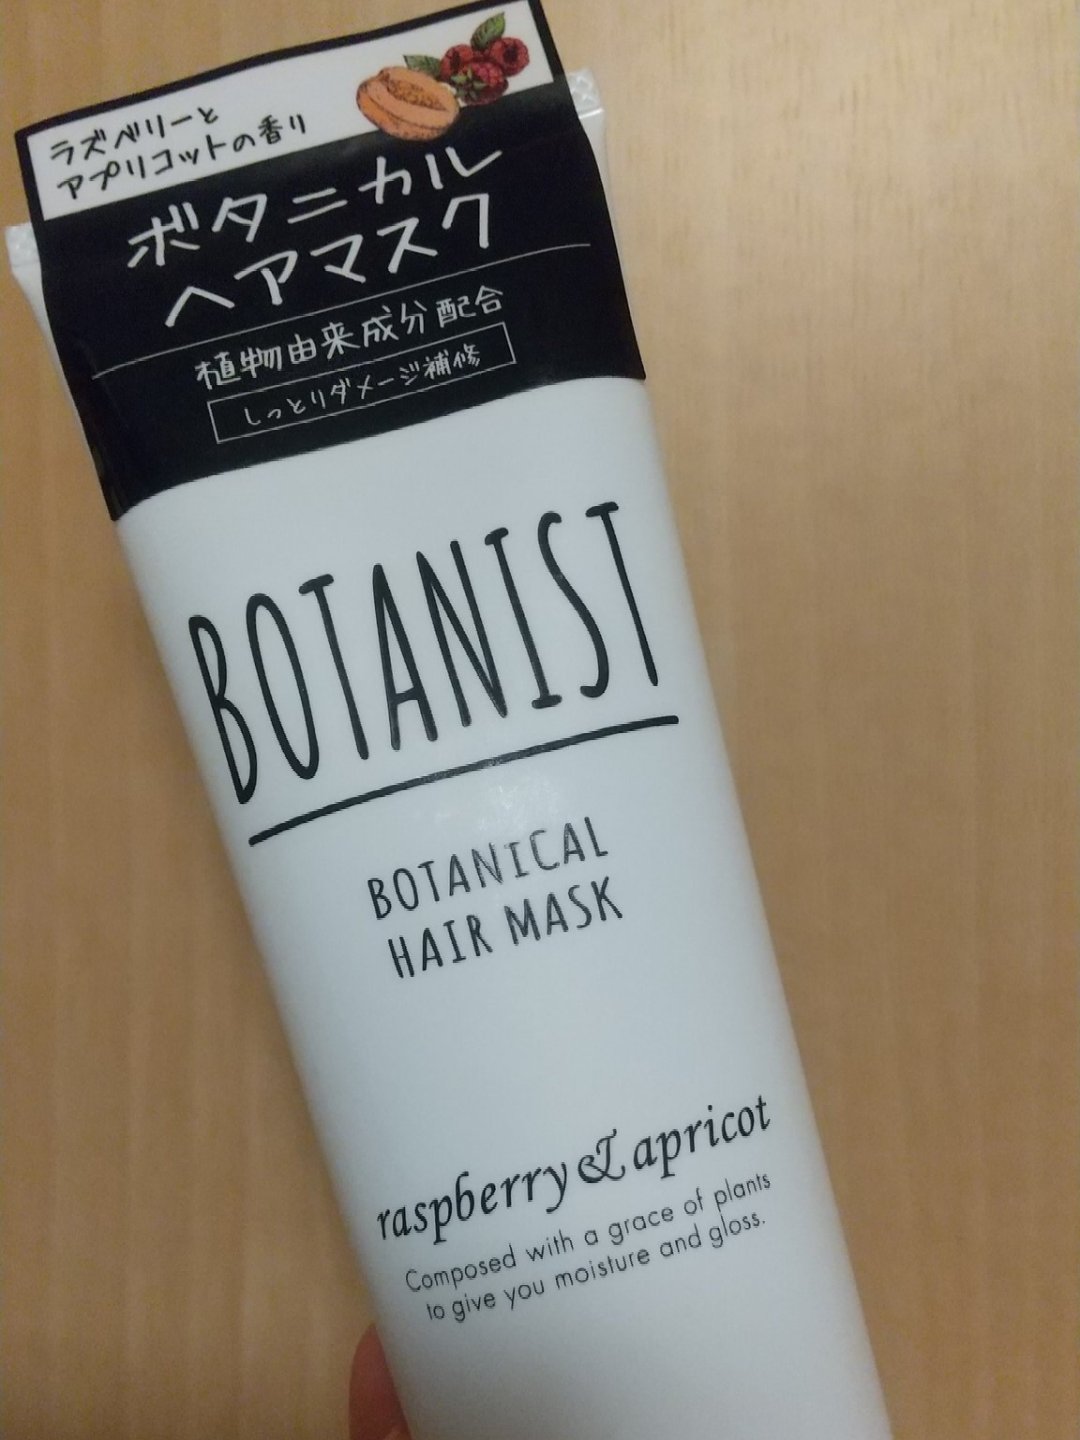 ラズベリーと
アプリコットの香り
ボタニカル
ヘアマスク
植物由来成分配合
しっとりダメージ補修
BOTANIST
BOTANICAL
HAIR MASK
raspberry & apricot
Composed with a grace of plants
to give you moisture and gloss.